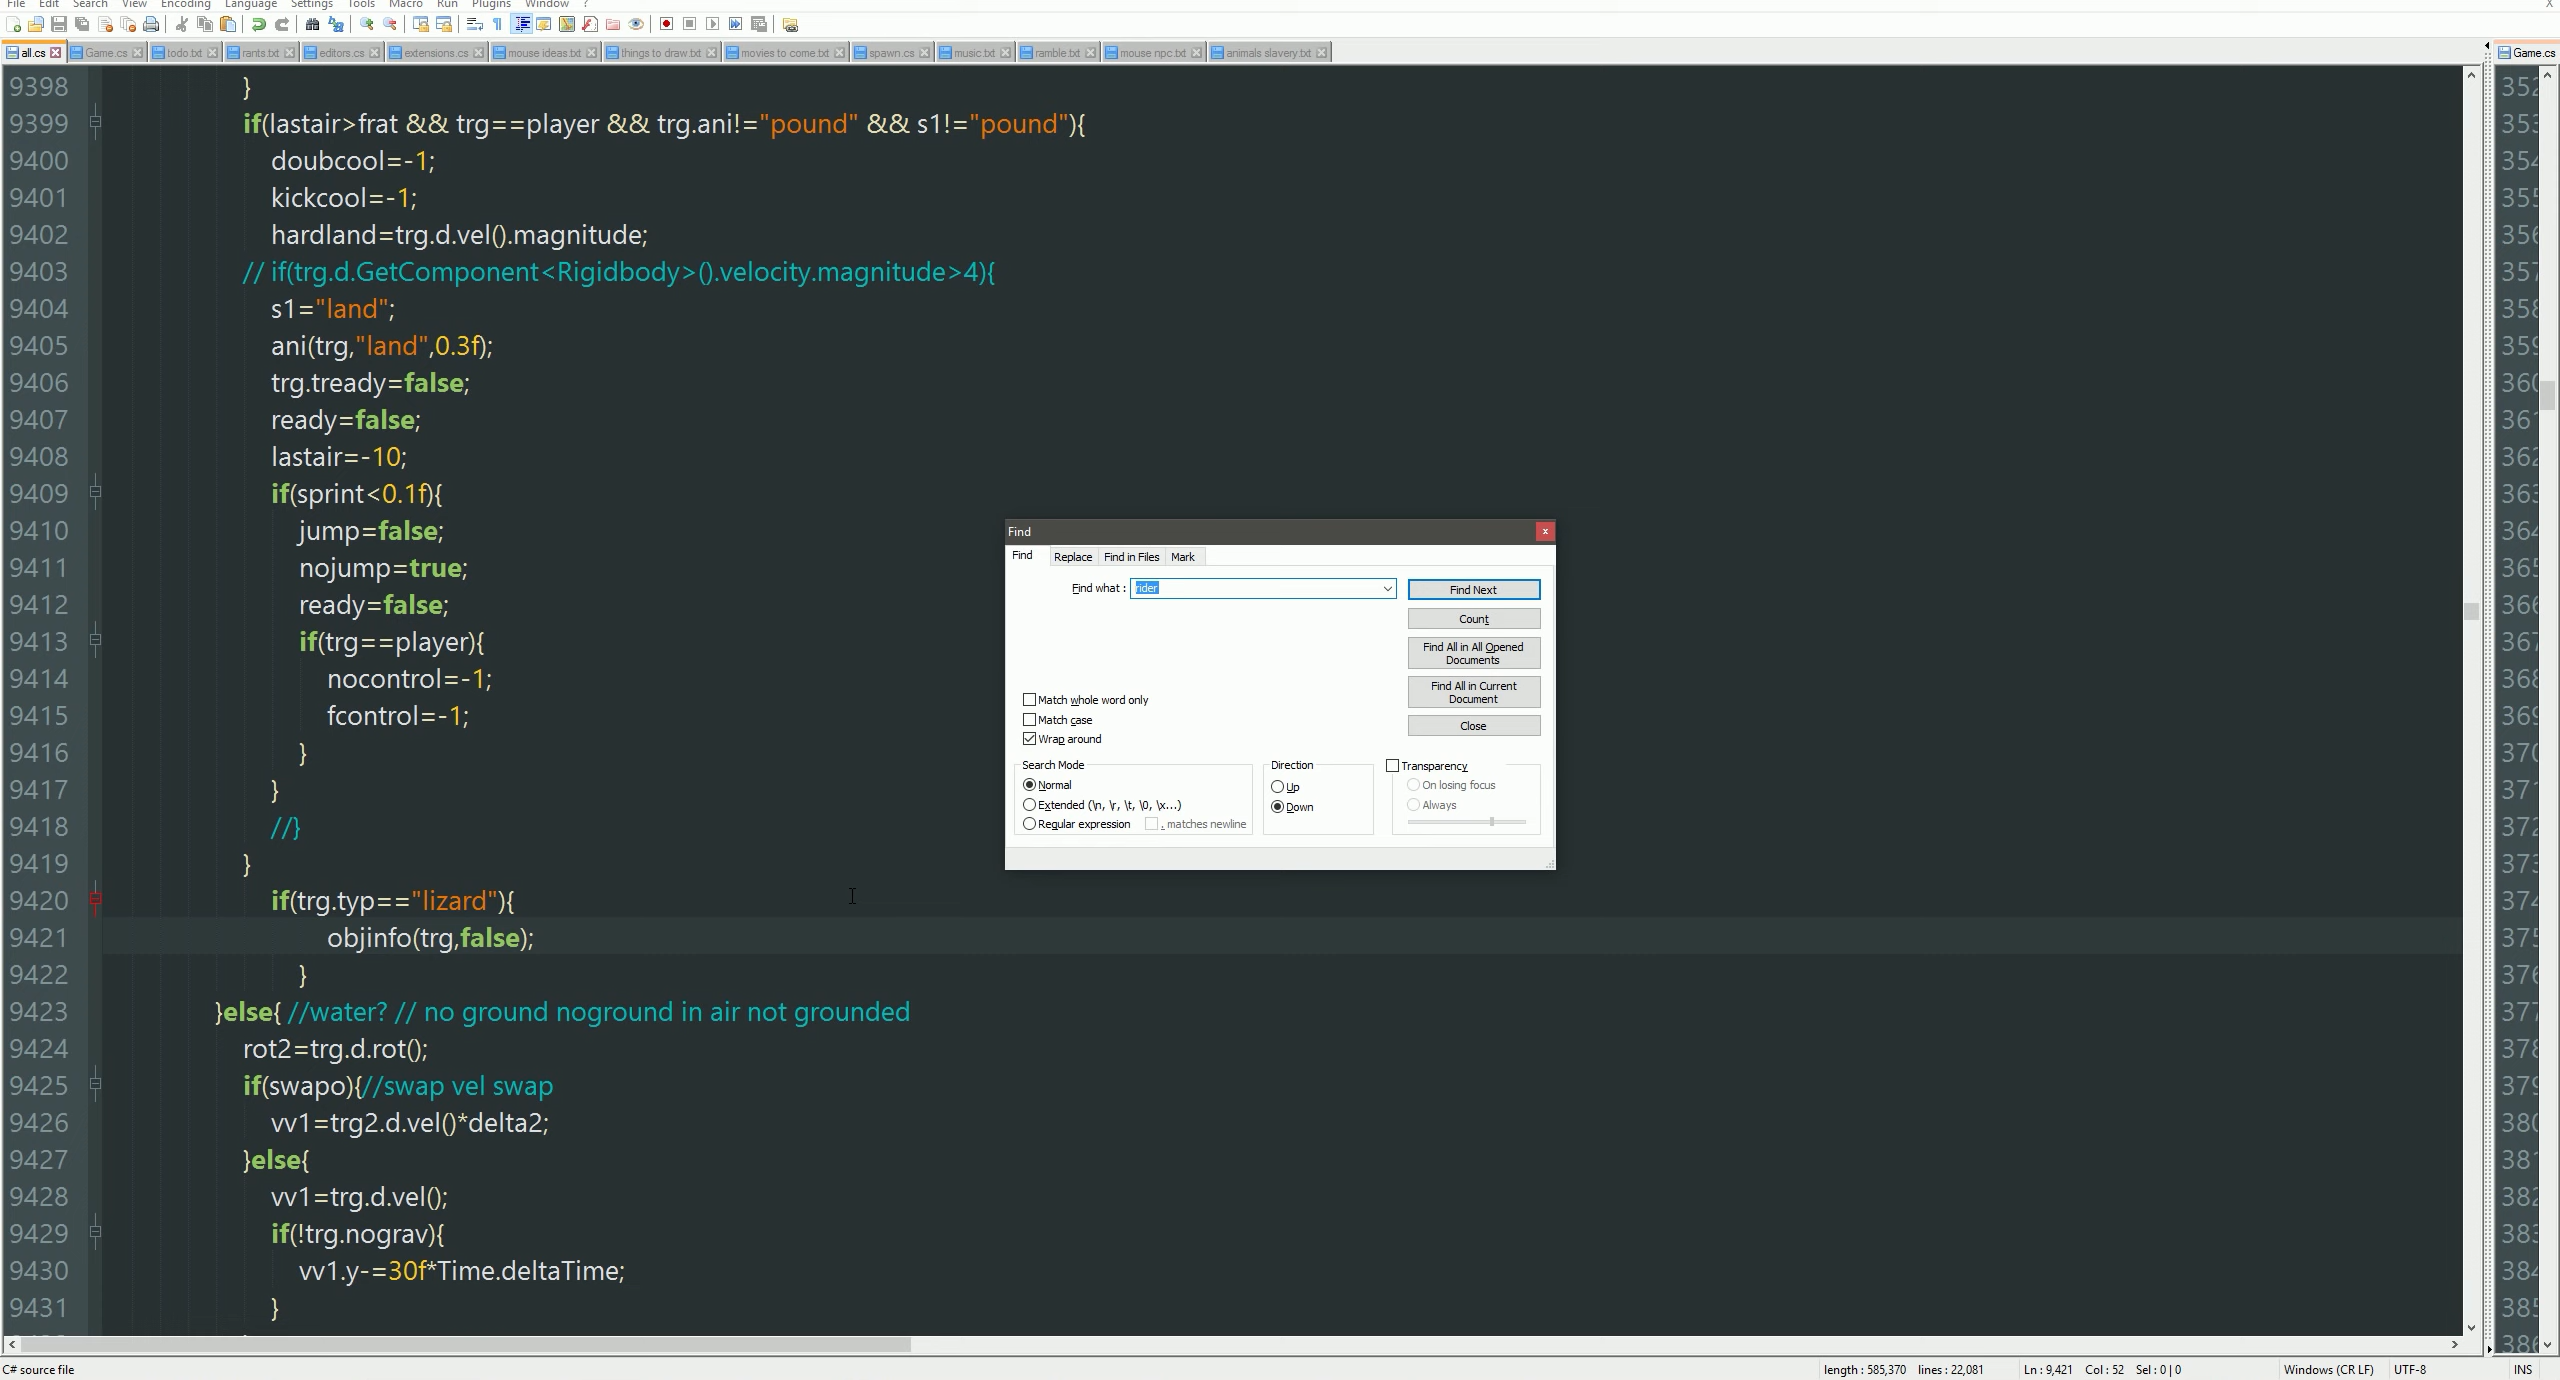 File Edit Search View Encoding Language Settings Tools Macro Run Plugins Window ? X
all.cs Game.cs todo.txt rants.txt editors.cs extensions.cs mouse ideas.txt things to draw.txt movies to come.txt spawn.cs music.txt ramble.txt mouse npc.txt animals slavery.txt Game.cs
9398 }
9399 if(lastair>frat && trg==player && trg.ani!="pound" && s1!="pound"){
9400 doubcool=-1;
9401 kickcool=-1;
9402 hardland=trg.d.vel().magnitude;
9403 // if(trg.d.GetComponent<Rigidbody>().velocity.magnitude>4){
9404 s1="land";
9405 ani(trg,"land",0.3f);
9406 trg.tready=false;
9407 ready=false;
9408 lastair=-10;
9409 if(sprint<0.1f){
9410 jump=false;
9411 nojump=true;
9412 ready=false;
9413 if(trg==player){
9414 nocontrol=-1;
9415 fcontrol=-1;
9416 }
9417 }
9418 //}
9419 }
9420 if(trg.typ=="lizard"){
9421 objinfo(trg,false);
9422 }
9423 }else{ //water? // no ground noground in air not grounded
9424 rot2=trg.d.rot();
9425 if(swapo){//swap vel swap
9426 vv1=trg2.d.vel()*delta2;
9427 }else{
9428 vv1=trg.d.vel();
9429 if(!trg.nograv){
9430 vv1.y-=30f*Time.deltaTime;
9431 }
Find x
Find Replace Find in Files Mark
Find what : rider Find Next
Count
Find All in All Opened
Documents
Find All in Current
Document
Close
Match whole word only
Match case
Wrap around
Search Mode Direction Transparency
Normal Up On losing focus
Extended (\n, \r, \t, \0, \x...) Down Always
Regular expression . matches newline
C# source file length : 585,370 lines : 22,081 Ln : 9,421 Col : 52 Sel : 0 | 0 Windows (CR LF) UTF-8 INS